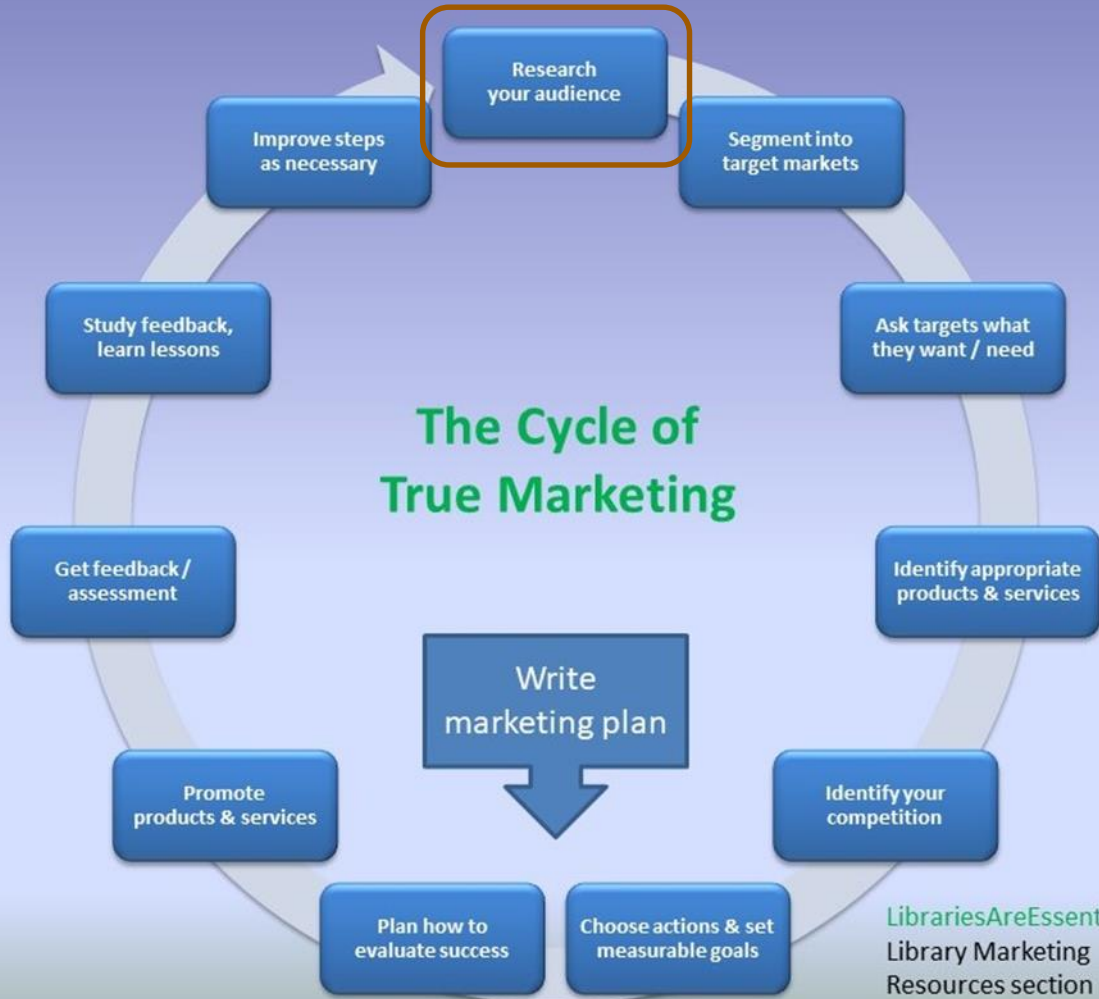 Research
your audience
Segment into
target markets
Ask targets what
they want / need
Identify appropriate
products & services
Identify your
competition
Choose actions & set
measurable goals
Plan how to
evaluate success
Promote
products & services
Get feedback /
assessment
Study feedback,
learn lessons
Improve steps
as necessary
The Cycle of
True Marketing
Write
marketing plan
Library Marketing
Resources section